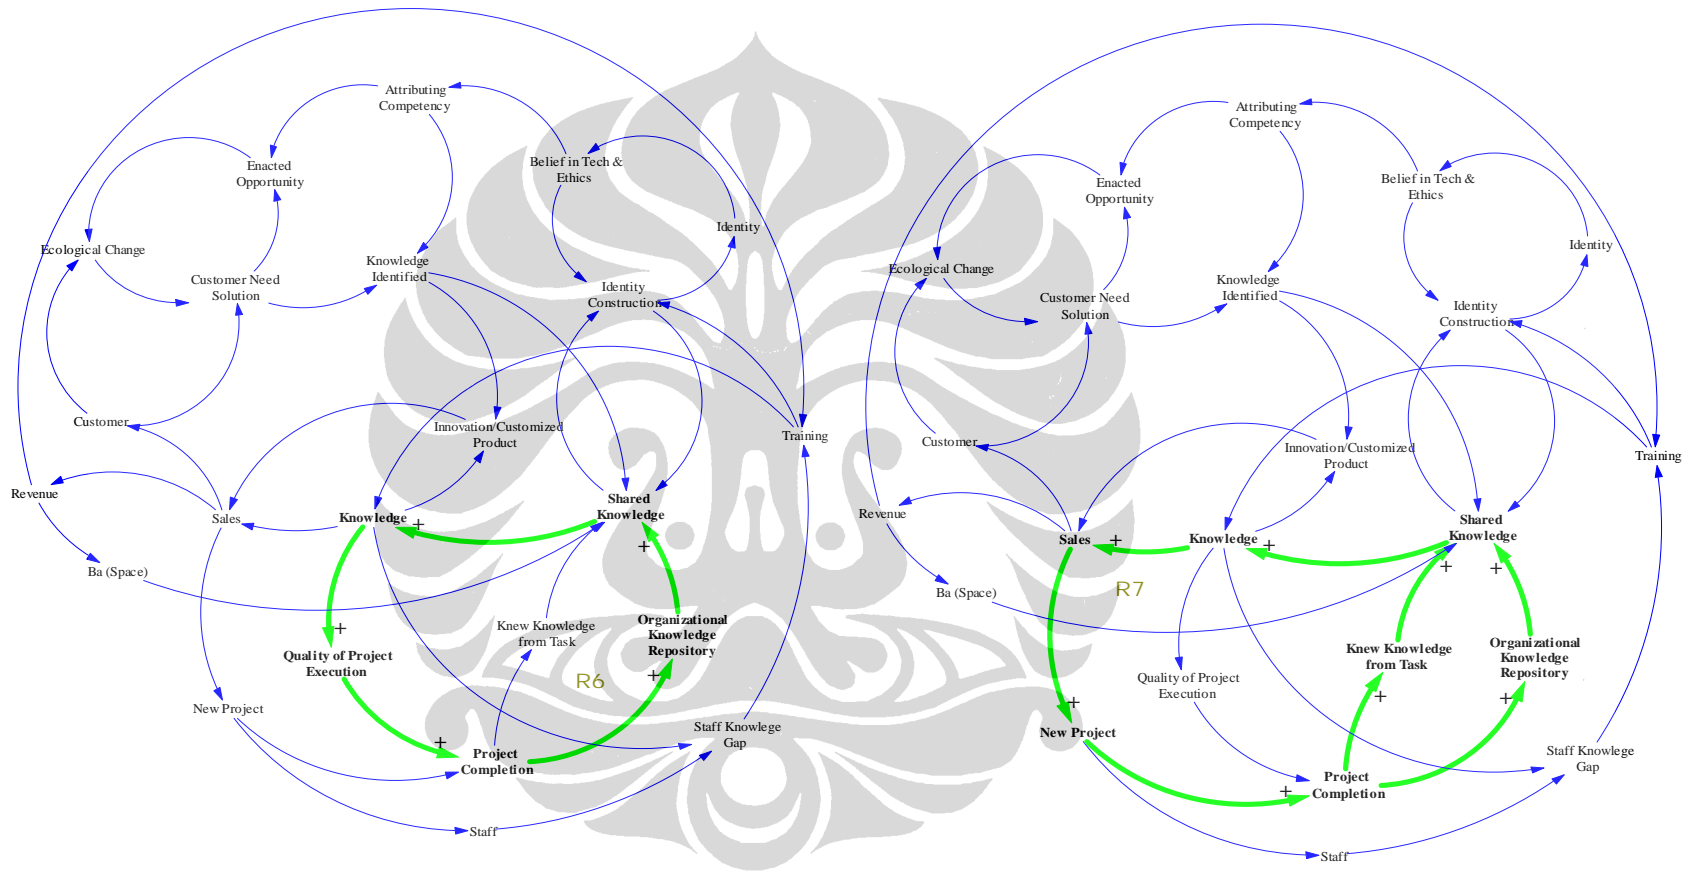 Attributing
Competency
Belief in Tech &
Ethics
Enacted
Opportunity
Identity
Ecological Change
Knowledge
Identified
Customer Need
Solution
Identity
Construction
Customer
Innovation/Customized
Product
Training
Revenue
Sales
Knowledge
+
Shared
Knowledge
+
Ba (Space)
+
Knew Knowledge
from Task
Organizational
Knowledge
Repository
Quality of Project
Execution
R6
+
New Project
+
Project
Completion
Staff Knowlege
Gap
Staff
Attributing
Competency
Belief in Tech &
Ethics
Enacted
Opportunity
Identity
Ecological Change
Knowledge
Identified
Customer Need
Solution
Identity
Construction
Customer
Innovation/Customized
Product
Training
Revenue
Sales
+
Knowledge
+
Shared
Knowledge
+
+
R7
Ba (Space)
Knew Knowledge
from Task
Organizational
Knowledge
Repository
Quality of Project
Execution
+
+
+
New Project
Staff Knowlege
Gap
+
Project
Completion
Staff